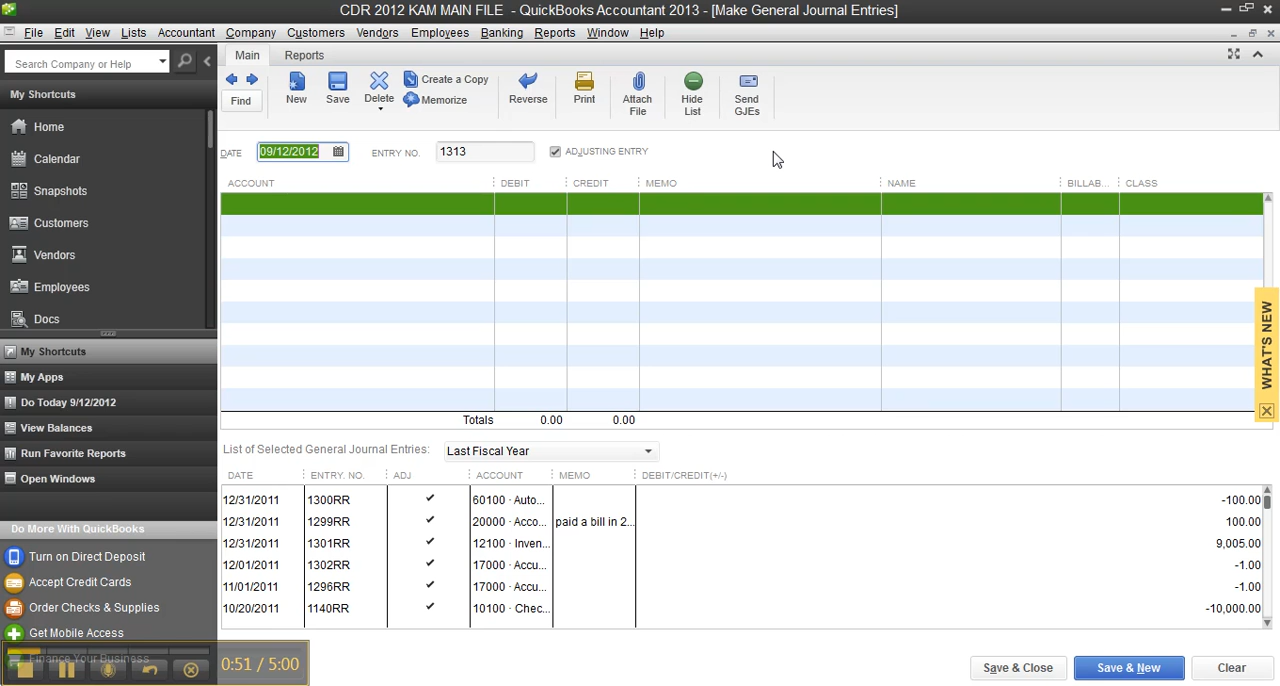 CDR 2012 KAM MAIN FILE - QuickBooks Accountant 2013 - [Make General Journal Entries]
File Edit View Lists Accountant Company Customers Vendors Employees Banking Reports Window Help
Search Company or Help
Main Reports
My Shortcuts
Home
Calendar
Snapshots
Customers
Vendors
Employees
Docs
My Shortcuts
My Apps
Do Today 9/12/2012
View Balances
Run Favorite Reports
Open Windows
Do More With QuickBooks
Turn on Direct Deposit
Accept Credit Cards
Order Checks & Supplies
Get Mobile Access
Finance Your Business
0:51 / 5:00
Find New Save Delete Create a Copy Memorize Reverse Print Attach File Hide List Send GJEs
DATE 09/12/2012 ENTRY NO. 1313 ADJUSTING ENTRY
ACCOUNT DEBIT CREDIT MEMO NAME BILLAB... CLASS
Totals 0.00 0.00
WHAT'S NEW
List of Selected General Journal Entries: Last Fiscal Year
DATE ENTRY. NO. ADJ ACCOUNT MEMO DEBIT/CREDIT(+/-)
12/31/2011 1300RR ✔ 60100 · Auto... -100.00
12/31/2011 1299RR ✔ 20000 · Acco... paid a bill in 2... 100.00
12/31/2011 1301RR ✔ 12100 · Inven... 9,005.00
12/01/2011 1302RR ✔ 17000 · Accu... -1.00
11/01/2011 1296RR ✔ 17000 · Accu... -1.00
10/20/2011 1140RR ✔ 10100 · Chec... -10,000.00
Save & Close Save & New Clear